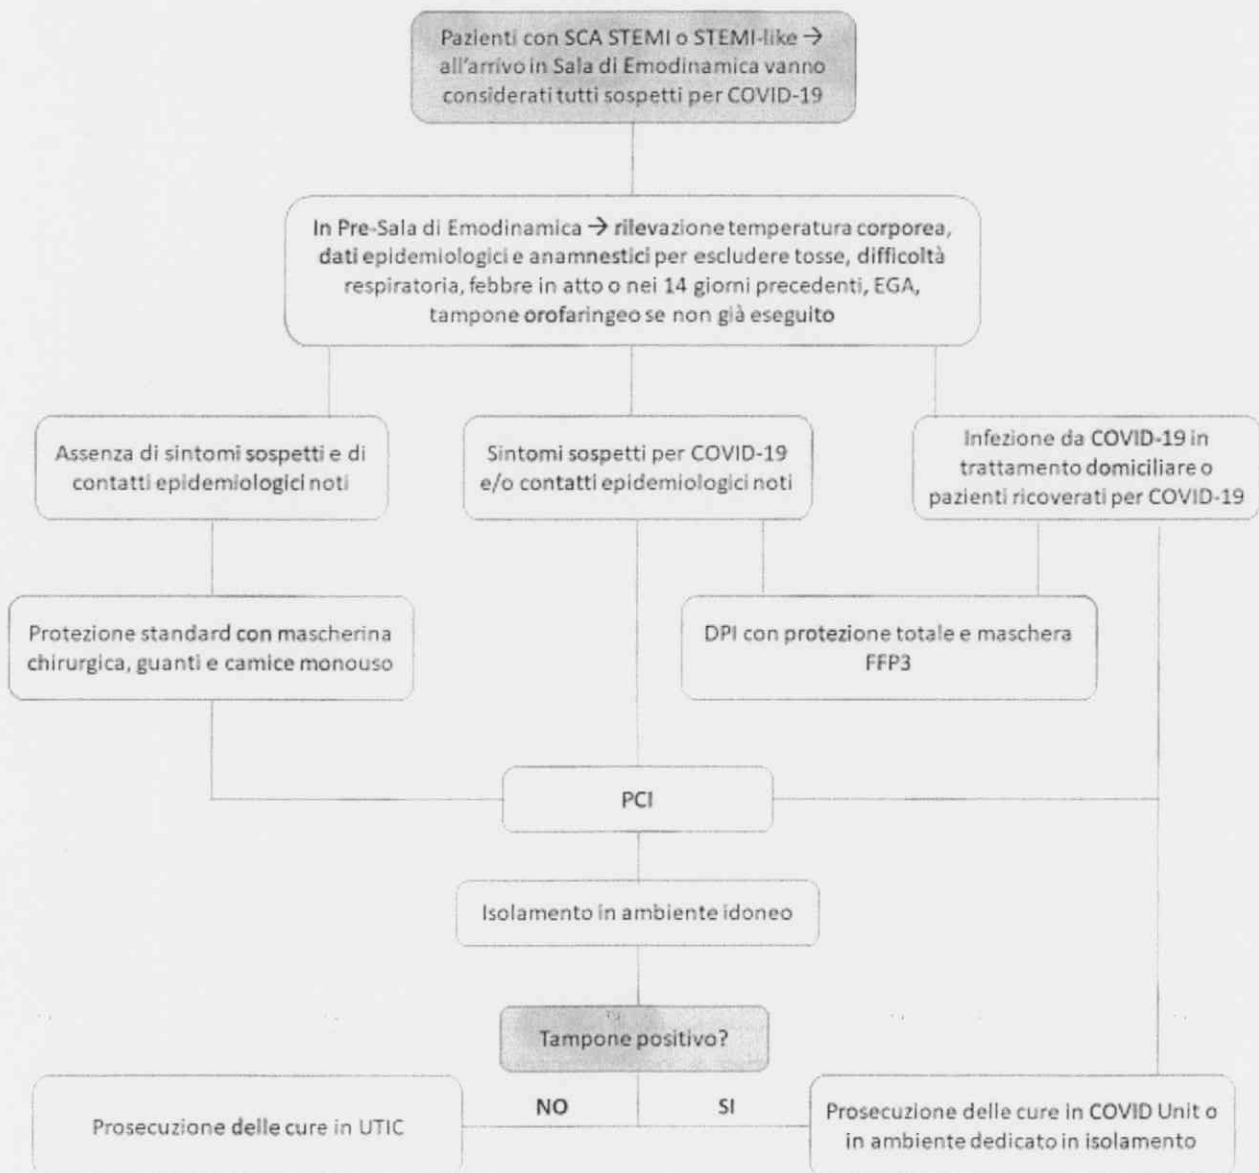 Pazienti con SCA STEMI o STEMI-like →
all'arrivo in Sala di Emodinamica vanno
considerati tutti sospetti per COVID-19
In Pre-Sala di Emodinamica → rilevazione temperatura corporea,
dati epidemiologici e anamnestici per escludere tosse, difficoltà
respiratoria, febbre in atto o nei 14 giorni precedenti, EGA,
tampone orofaringeo se non già eseguito
Assenza di sintomi sospetti e di
contatti epidemiologici noti
Sintomi sospetti per COVID-19
e/o contatti epidemiologici noti
Infezione da COVID-19 in
trattamento domiciliare o
pazienti ricoverati per COVID-19
Protezione standard con mascherina
chirurgica, guanti e camice monouso
DPI con protezione totale e maschera
FFP3
PCI
Isolamento in ambiente idoneo
Tampone positivo?
NO
SI
Prosecuzione delle cure in UTIC
Prosecuzione delle cure in COVID Unit o
in ambiente dedicato in isolamento